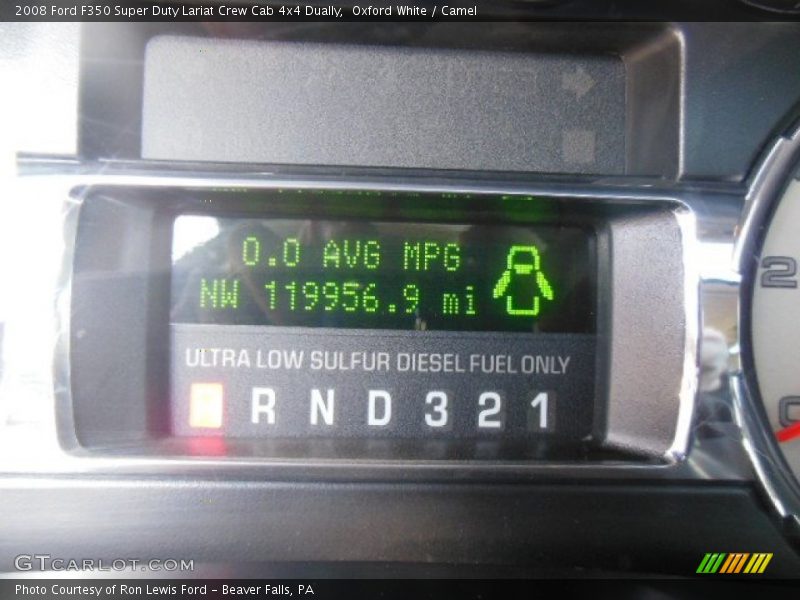 2008 Ford F350 Super Duty Lariat Crew Cab 4x4 Dually,  Oxford White / Camel
0.0 AVG MPG
NW 119956.9 mi
ULTRA LOW SULFUR DIESEL FUEL ONLY
P R N D 3 2 1
2
0
GTCARLOT.COM
Photo Courtesy of Ron Lewis Ford - Beaver Falls, PA